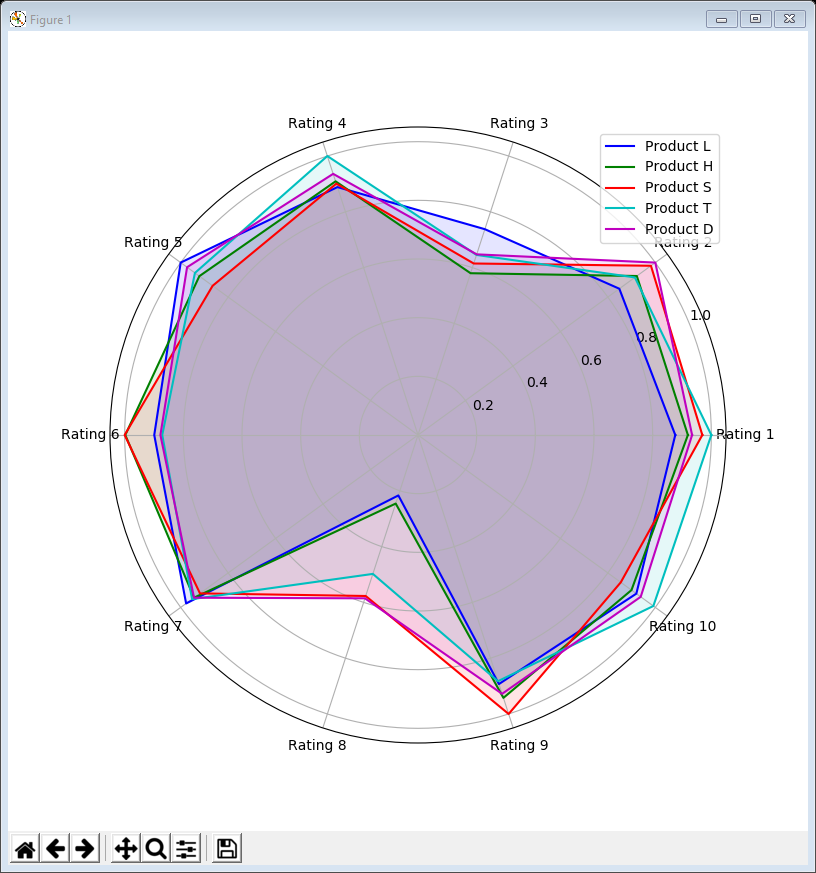 Figure 1
Rating 4
Rating 3
Product L
Product H
Product S
Product T
Product D
Rating 5
Rating 2
1.0
0.8
0.6
0.4
0.2
Rating 6
Rating 1
Rating 7
Rating 10
Rating 8
Rating 9